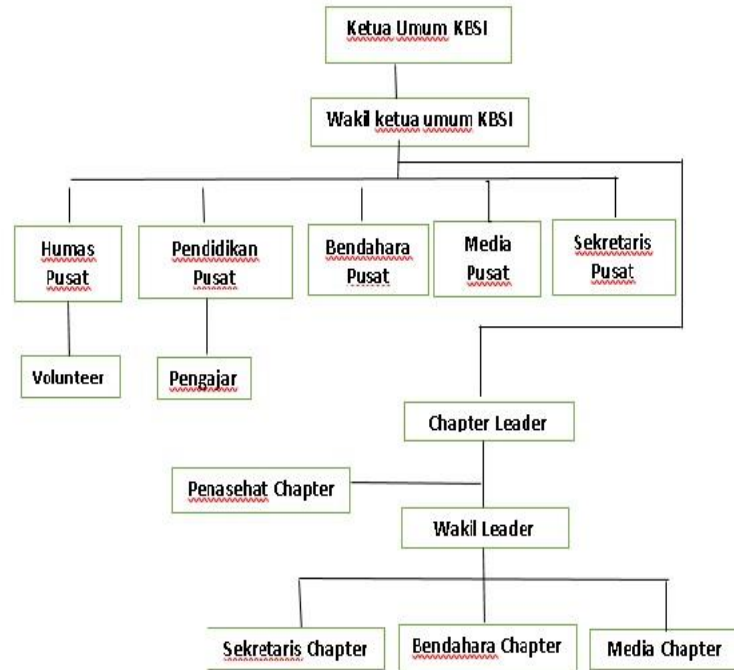 Ketua Umum KBSI
Wakil ketua umum KBSI
Humas
Pusat
Pendidikan
Pusat
Bendahara
Pusat
Media
Pusat
Sekretaris
Pusat
Volunteer
Pengajar
Chapter Leader
Penasehat Chapter
Wakil Leader
Sekretaris Chapter
Bendahara Chapter
Media Chapter